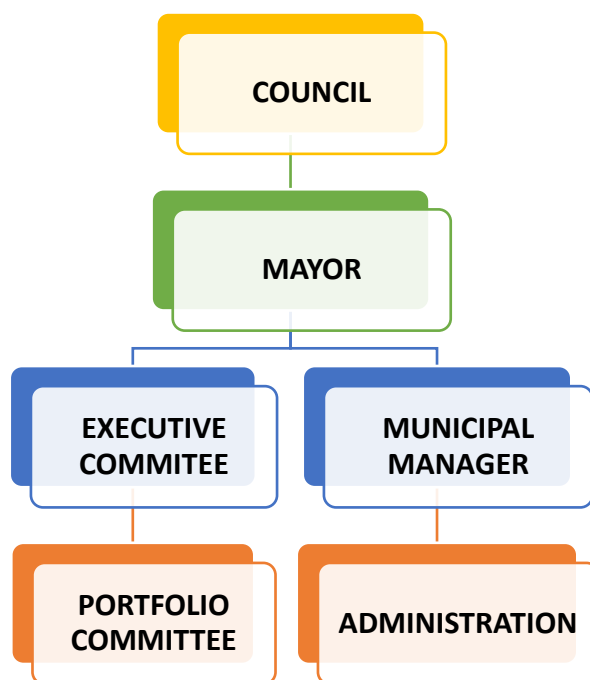 COUNCIL
MAYOR
EXECUTIVE
COMMITEE
MUNICIPAL
MANAGER
PORTFOLIO
COMMITTEE
ADMINISTRATION